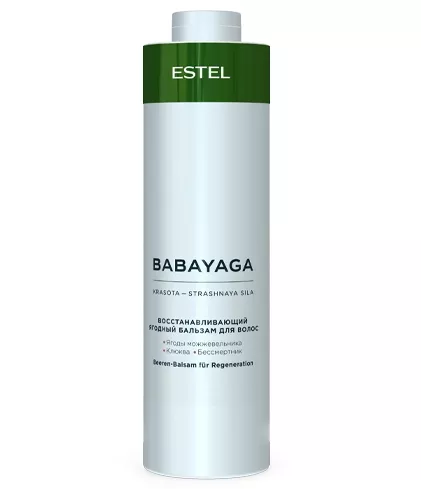 ESTEL
BABAYAGA
KRASOTA – STRASHNAYA SILA
ВОССТАНАВЛИВАЮЩИЙ
ЯГОДНЫЙ БАЛЬЗАМ ДЛЯ ВОЛОС
•Ягоды можжевельника
•Клюква •Бессмертник
Beeren-Balsam für Regeneration